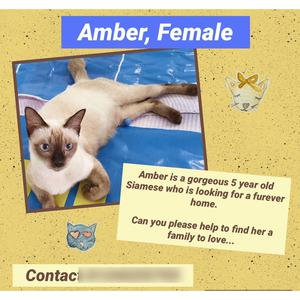 Amber, Female
Amber is a gorgeous 5 year old
Siamese who is looking for a furever
home.
Can you please help to find her a
family to love...
Contact